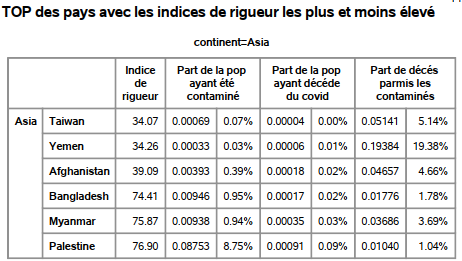 TOP des pays avec les indices de rigueur les plus et moins élevé
continent=Asia
Indice de rigueur Part de la pop ayant été contaminé Part de la pop ayant décéde du covid Part de décés parmis les contaminés
Asia Taiwan 34.07 0.00069 0.07% 0.00004 0.00% 0.05141 5.14%
Yemen 34.26 0.00033 0.03% 0.00006 0.01% 0.19384 19.38%
Afghanistan 39.09 0.00393 0.39% 0.00018 0.02% 0.04657 4.66%
Bangladesh 74.41 0.00946 0.95% 0.00017 0.02% 0.01776 1.78%
Myanmar 75.87 0.00938 0.94% 0.00035 0.03% 0.03686 3.69%
Palestine 76.90 0.08753 8.75% 0.00091 0.09% 0.01040 1.04%